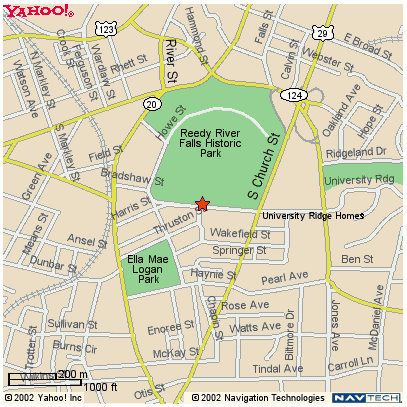 YAHOO!
Hammond St
Falls St
29
E Broad St
123
N Markley St
Cool St
Ferguson St
Wardlaw St
Rhett St
River St
Calvin St
Webster St
Watson Ave
20
124
Oakland Ave
Hope St
S Markley St
Howe St
Reedy River
Falls Historic
Park
S Church St
Ridgeland Dr
Field St
Green Ave
Bradshaw St
University Rdg
Harris St
Thruston
University Ridge Homes
Means St
Ansel St
Wakefield St
Dunbar St
Ella Mae
Logan
Park
Springer St
Ben St
Haynie St
Pearl Ave
Chapin St
Rose Ave
Jones Ave
McDaniel Ave
Sullivan St
Enoree St
Watts Ave
Trotter St
Burns Cir
McKay St
Biltmore Dr
Carroll Ln
Wilkins St
200 m
Tindal Ave
1000 ft
Otis St
©2002 Yahoo! Inc
©2002 Navigation Technologies
NAVTECH